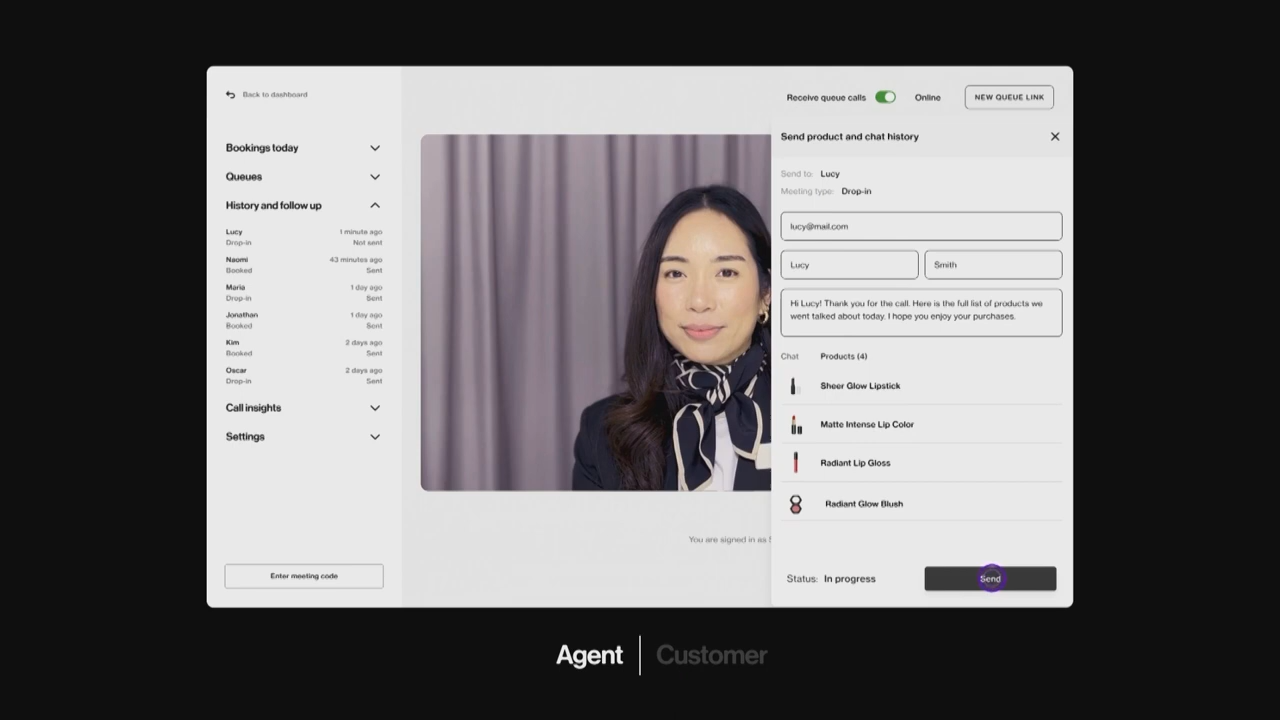 Back to dashboard
Receive queue calls
Online
NEW QUEUE LINK
Bookings today
Queues
History and follow up
Lucy 1 minute ago
Drop-in Not sent
Naomi 43 minutes ago
Booked Sent
Maria 1 day ago
Drop-in Sent
Jonathan 1 day ago
Booked Sent
Kim 2 days ago
Booked Sent
Oscar 2 days ago
Drop-in Sent
Call insights
Settings
Enter meeting code
You are signed in as
Send product and chat history
Send to: Lucy
Meeting type: Drop-in
lucy@mail.com
Lucy Smith
Hi Lucy! Thank you for the call. Here is the full list of products we
went talked about today. I hope you enjoy your purchases.
Chat Products (4)
Sheer Glow Lipstick
Matte Intense Lip Color
Radiant Lip Gloss
Radiant Glow Blush
Status: In progress
Send
Agent | Customer